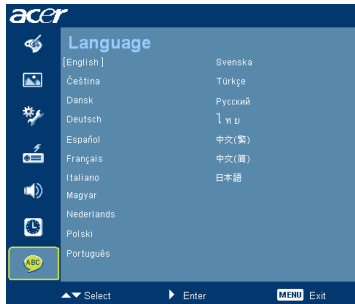 acer
Language
[English]
Čeština
Dansk
Deutsch
Español
Français
Italiano
Magyar
Nederlands
Polski
Português
Svenska
Türkçe
Русский
ไทย
中文(繁)
中文(简)
日本語
ABC
Select
Enter
MENU Exit